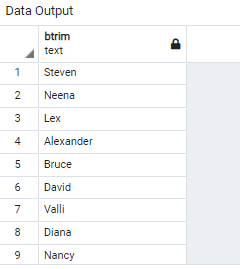 Data Output
btrim
text
1 Steven
2 Neena
3 Lex
4 Alexander
5 Bruce
6 David
7 Valli
8 Diana
9 Nancy